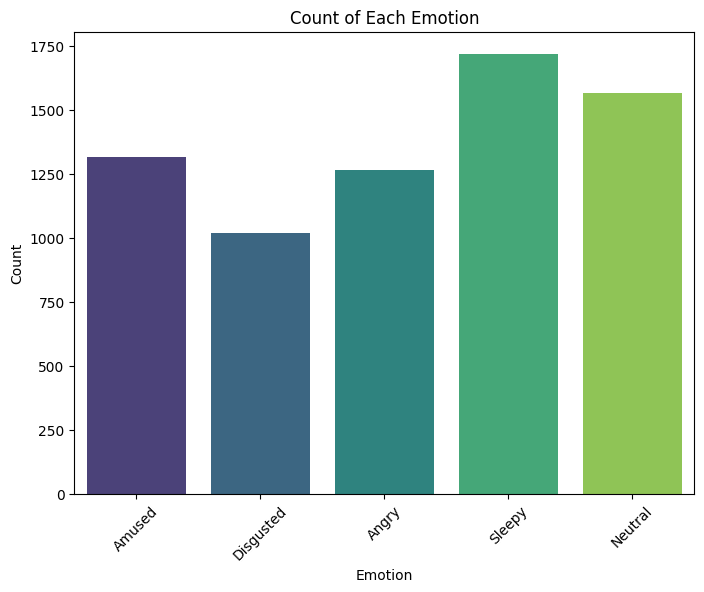 Count of Each Emotion
Count
1750
1500
1250
1000
750
500
250
0
Amused
Disgusted
Angry
Sleepy
Neutral
Emotion